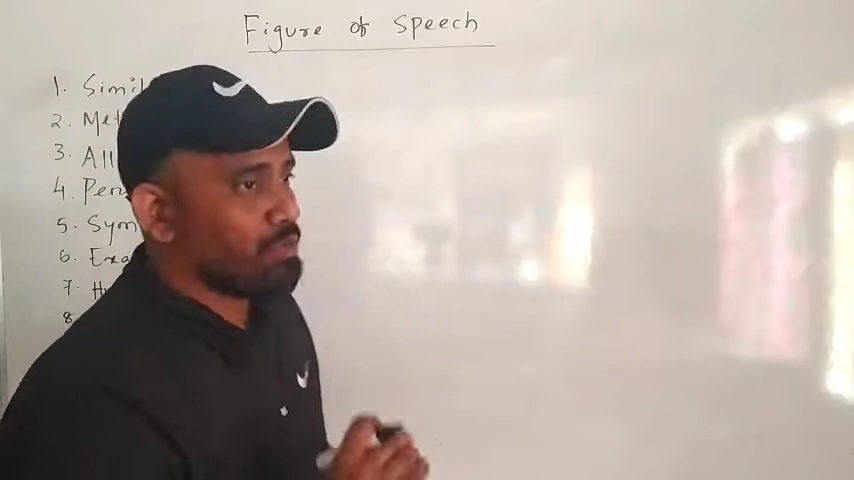 Figure of Speech
1. Simil
2. Met
3. All
4. Per
5. Sym
6. Exa
7. H
8.